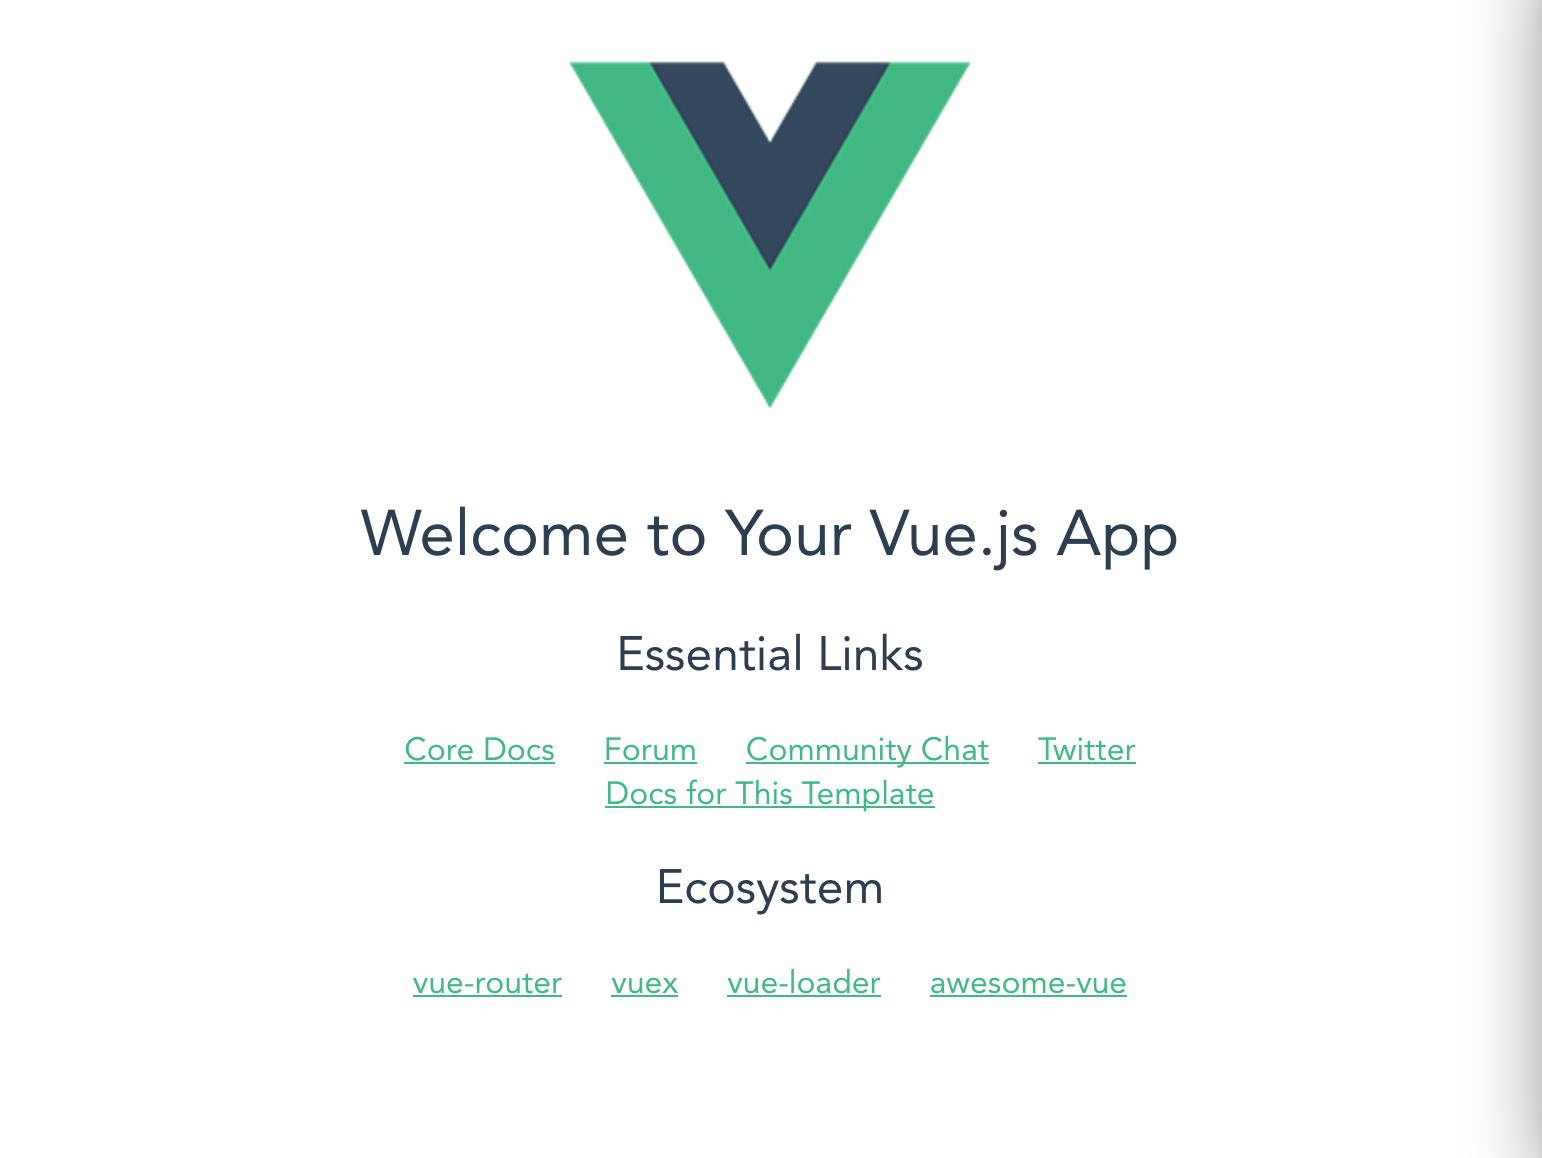 Welcome to Your Vue.js App
Essential Links
Core Docs Forum Community Chat Twitter
Docs for This Template
Ecosystem
vue-router vuex vue-loader awesome-vue